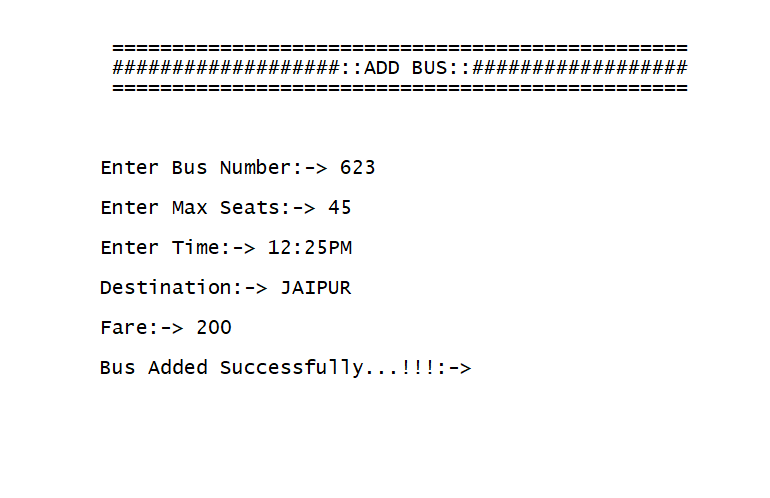 ================================================
###################::ADD BUS::##################
================================================
Enter Bus Number:-> 623
Enter Max Seats:-> 45
Enter Time:-> 12:25PM
Destination:-> JAIPUR
Fare:-> 200
Bus Added Successfully...!!!:->